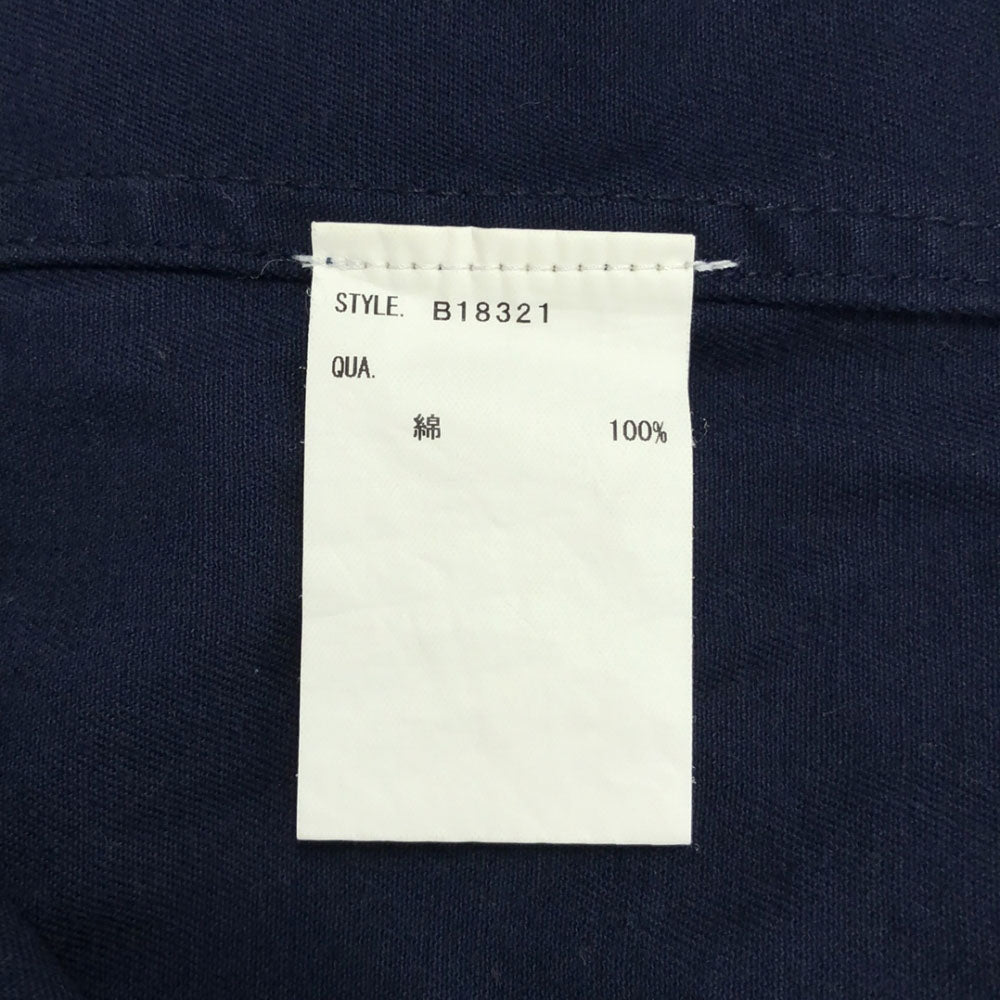 STYLE. B18321
QUA.
綿 100%